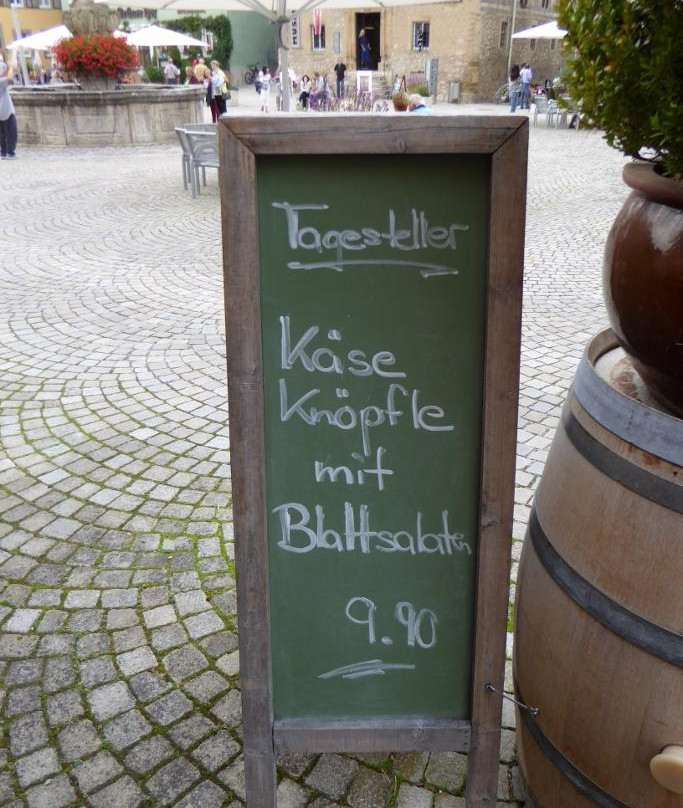 Tagesteller
Käse
Knöpfle
mit
Blattsalaten
9.90